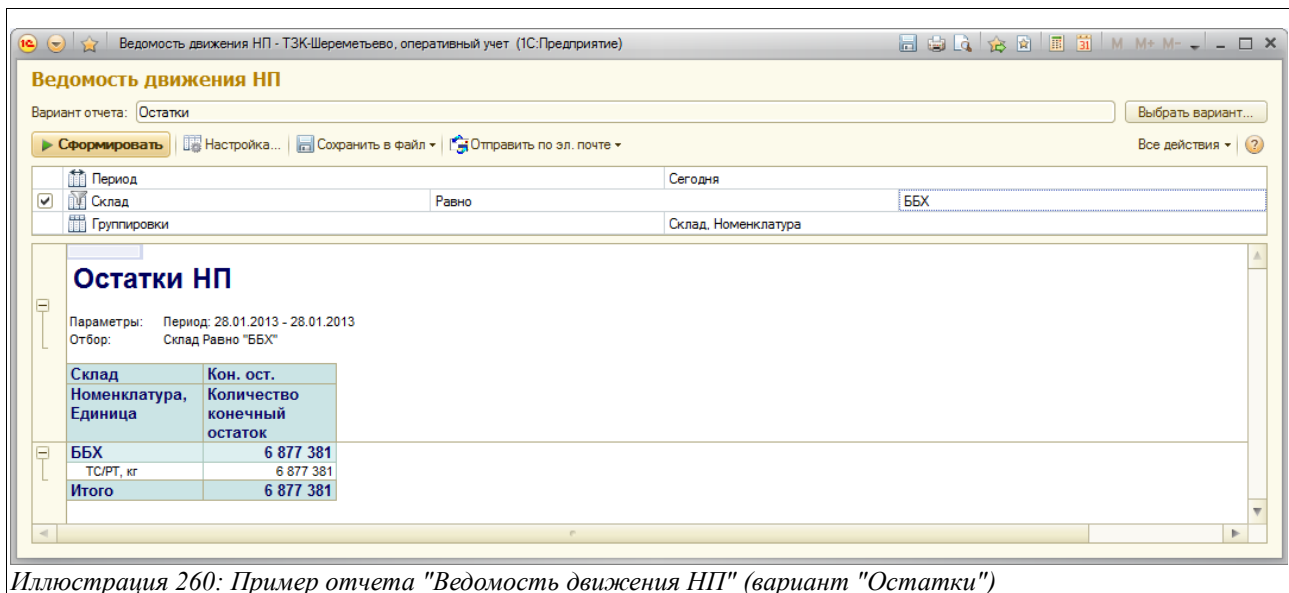 Ведомость движения НП - ТЗК-Шереметьево, оперативный учет (1С:Предприятие)
31 M M+ M-
Ведомость движения НП
Вариант отчета: Остатки Выбрать вариант...
Сформировать Настройка... Сохранить в файл Отправить по эл. почте Все действия ?
Период Сегодня
Склад Равно ББХ
Группировки Склад, Номенклатура
Остатки НП
Параметры: Период: 28.01.2013 - 28.01.2013
Отбор: Склад Равно "ББХ"
Склад Кон. ост.
Номенклатура, Количество
Единица конечный
остаток
ББХ 6 877 381
ТС/РТ, кг 6 877 381
Итого 6 877 381
Иллюстрация 260: Пример отчета "Ведомость движения НП" (вариант "Остатки")